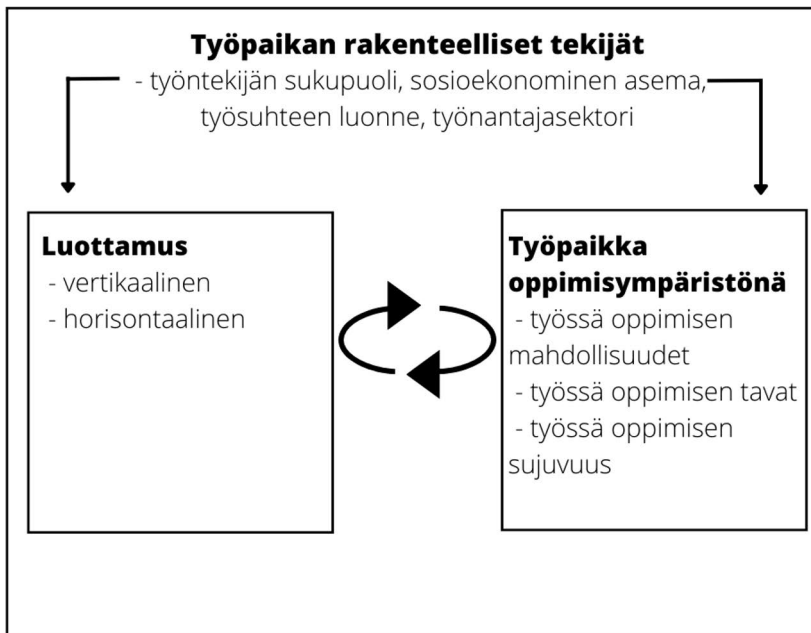 Työpaikan rakenteelliset tekijät
- työntekijän sukupuoli, sosioekonominen asema,
työsuhteen luonne, työnantajasektori
Luottamus
- vertikaalinen
- horisontaalinen
Työpaikka
oppimisympäristönä
- työssä oppimisen
mahdollisuudet
- työssä oppimisen tavat
- työssä oppimisen
sujuvuus